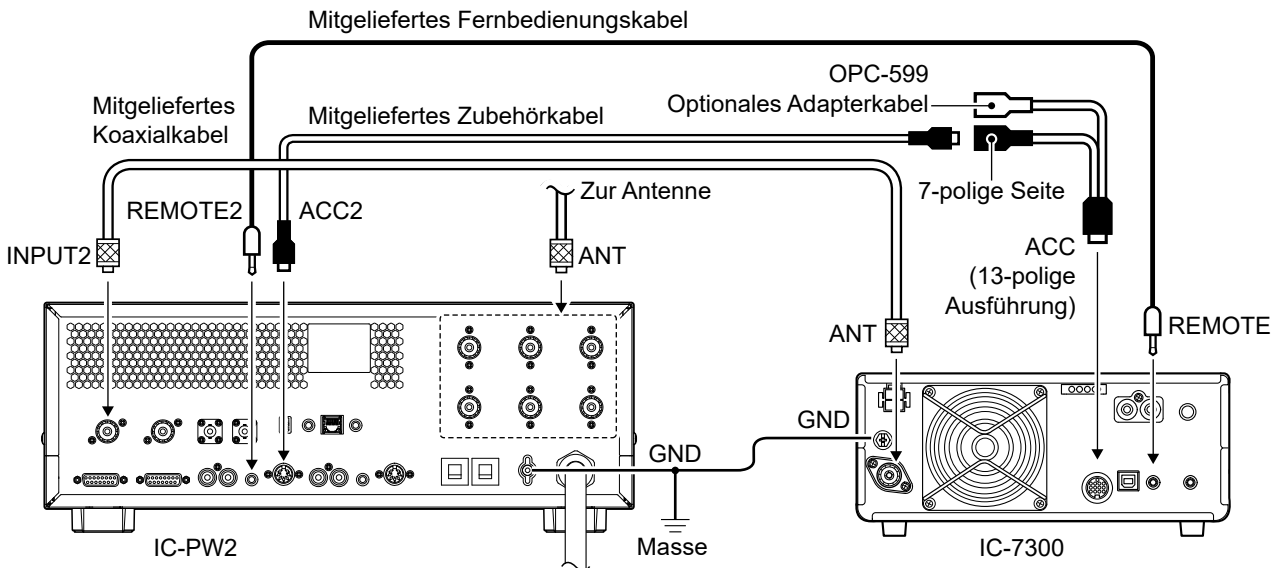 Mitgeliefertes Fernbedienungskabel
OPC-599
Optionales Adapterkabel
Mitgeliefertes
Koaxialkabel
Mitgeliefertes Zubehörkabel
Zur Antenne
7-polige Seite
REMOTE2
ACC2
INPUT2
ANT
ACC
(13-polige
Ausführung)
ANT
REMOTE
GND
GND
Masse
IC-PW2
IC-7300